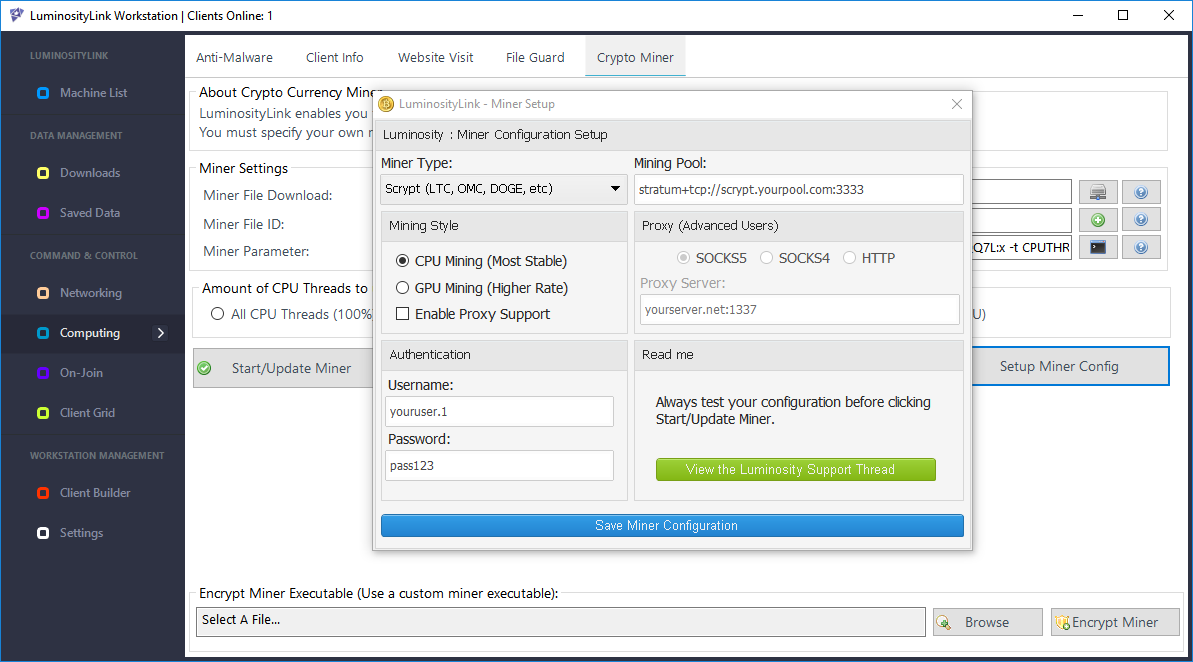 LuminosityLink Workstation | Clients Online: 1
LUMINOSITYLINK
Machine List
DATA MANAGEMENT
Downloads
Saved Data
COMMAND & CONTROL
Networking
Computing
On-Join
Client Grid
WORKSTATION MANAGEMENT
Client Builder
Settings
Anti-Malware
Client Info
Website Visit
File Guard
Crypto Miner
About Crypto Currency Miner
LuminosityLink enables you
You must specify your own
Miner Settings
Miner File Download:
Miner File ID:
Miner Parameter:
Q7L:x -t CPUTHR
Amount of CPU Threads to
All CPU Threads (100%
U)
Start/Update Miner
Setup Miner Config
LuminosityLink - Miner Setup
Luminosity : Miner Configuration Setup
Miner Type:
Scrypt (LTC, OMC, DOGE, etc)
Mining Pool:
stratum+tcp://scrypt.yourpool.com:3333
Mining Style
CPU Mining (Most Stable)
GPU Mining (Higher Rate)
Enable Proxy Support
Proxy (Advanced Users)
SOCKS5 SOCKS4 HTTP
Proxy Server:
yourserver.net:1337
Authentication
Username:
youruser.1
Password:
pass123
Read me
Always test your configuration before clicking
Start/Update Miner.
View the Luminosity Support Thread
Save Miner Configuration
Encrypt Miner Executable (Use a custom miner executable):
Select A File...
Browse
Encrypt Miner